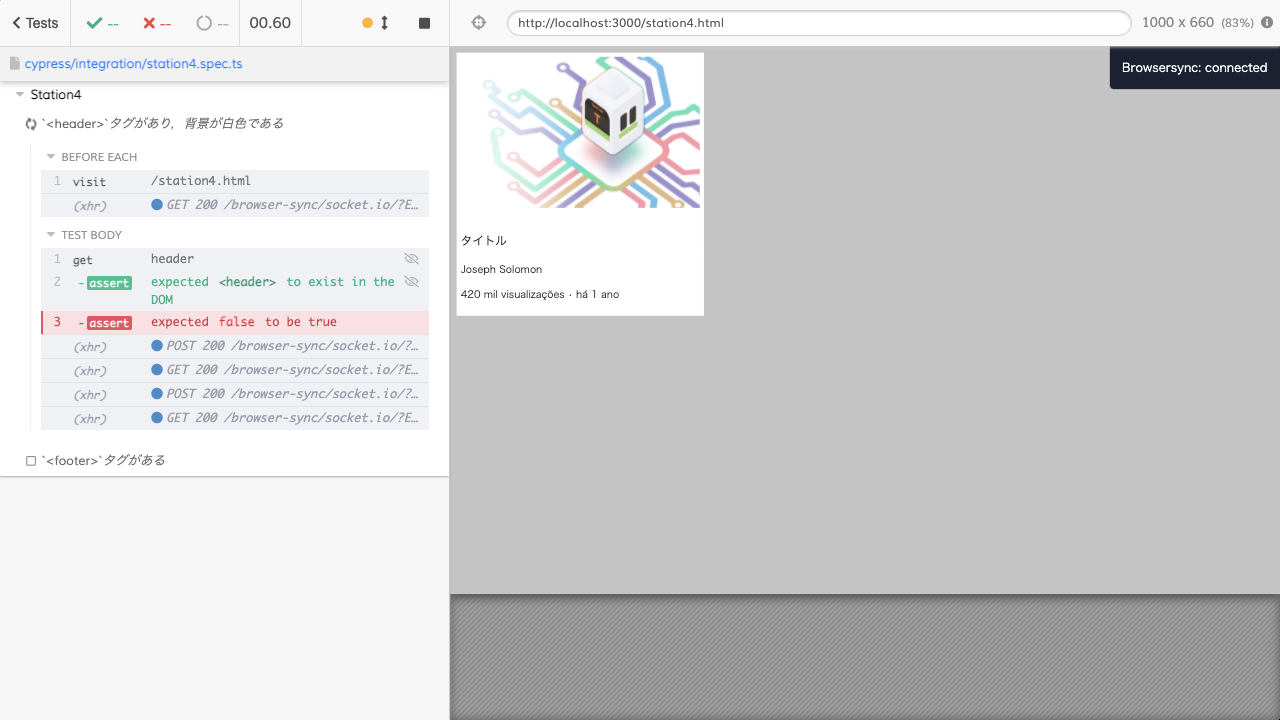 Tests
--
--
--
00.60
http://localhost:3000/station4.html
1000 x 660 (83%)
cypress/integration/station4.spec.ts
Browsersync: connected
Station4
`<header>`タグがあり，背景が白色である
BEFORE EACH
1 visit /station4.html
(xhr) GET 200 /browser-sync/socket.io/?E…
TEST BODY
1 get header
2 -assert expected <header> to exist in the
DOM
3 -assert expected false to be true
(xhr) POST 200 /browser-sync/socket.io/?…
(xhr) GET 200 /browser-sync/socket.io/?E…
(xhr) POST 200 /browser-sync/socket.io/?…
(xhr) GET 200 /browser-sync/socket.io/?E…
`<footer>`タグがある
T
タイトル
Joseph Solomon
420 mil visualizações · há 1 ano